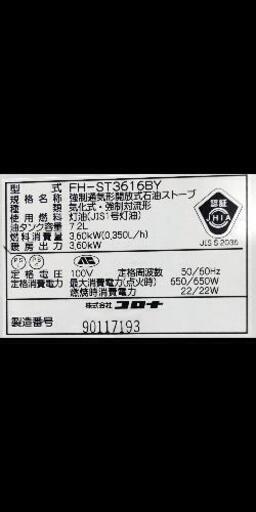 型 式 FH-ST3616BY
規格名称 強制通気形開放式石油ストーブ
種 類 気化式・強制対流形
使用燃料 灯油(JIS1号灯油)
油タンク容量 7.2L
燃料消費量 3.60kW(0.350L/h)
暖房出力 3.60kW
認証
JHIA
JIS S 2036
定格電圧 100V 定格周波数 50/60Hz
定格消費電力 最大消費電力(点火時) 650/650W
燃焼時消費電力 22/22W
株式会社 コロナ
製造番号 90117193